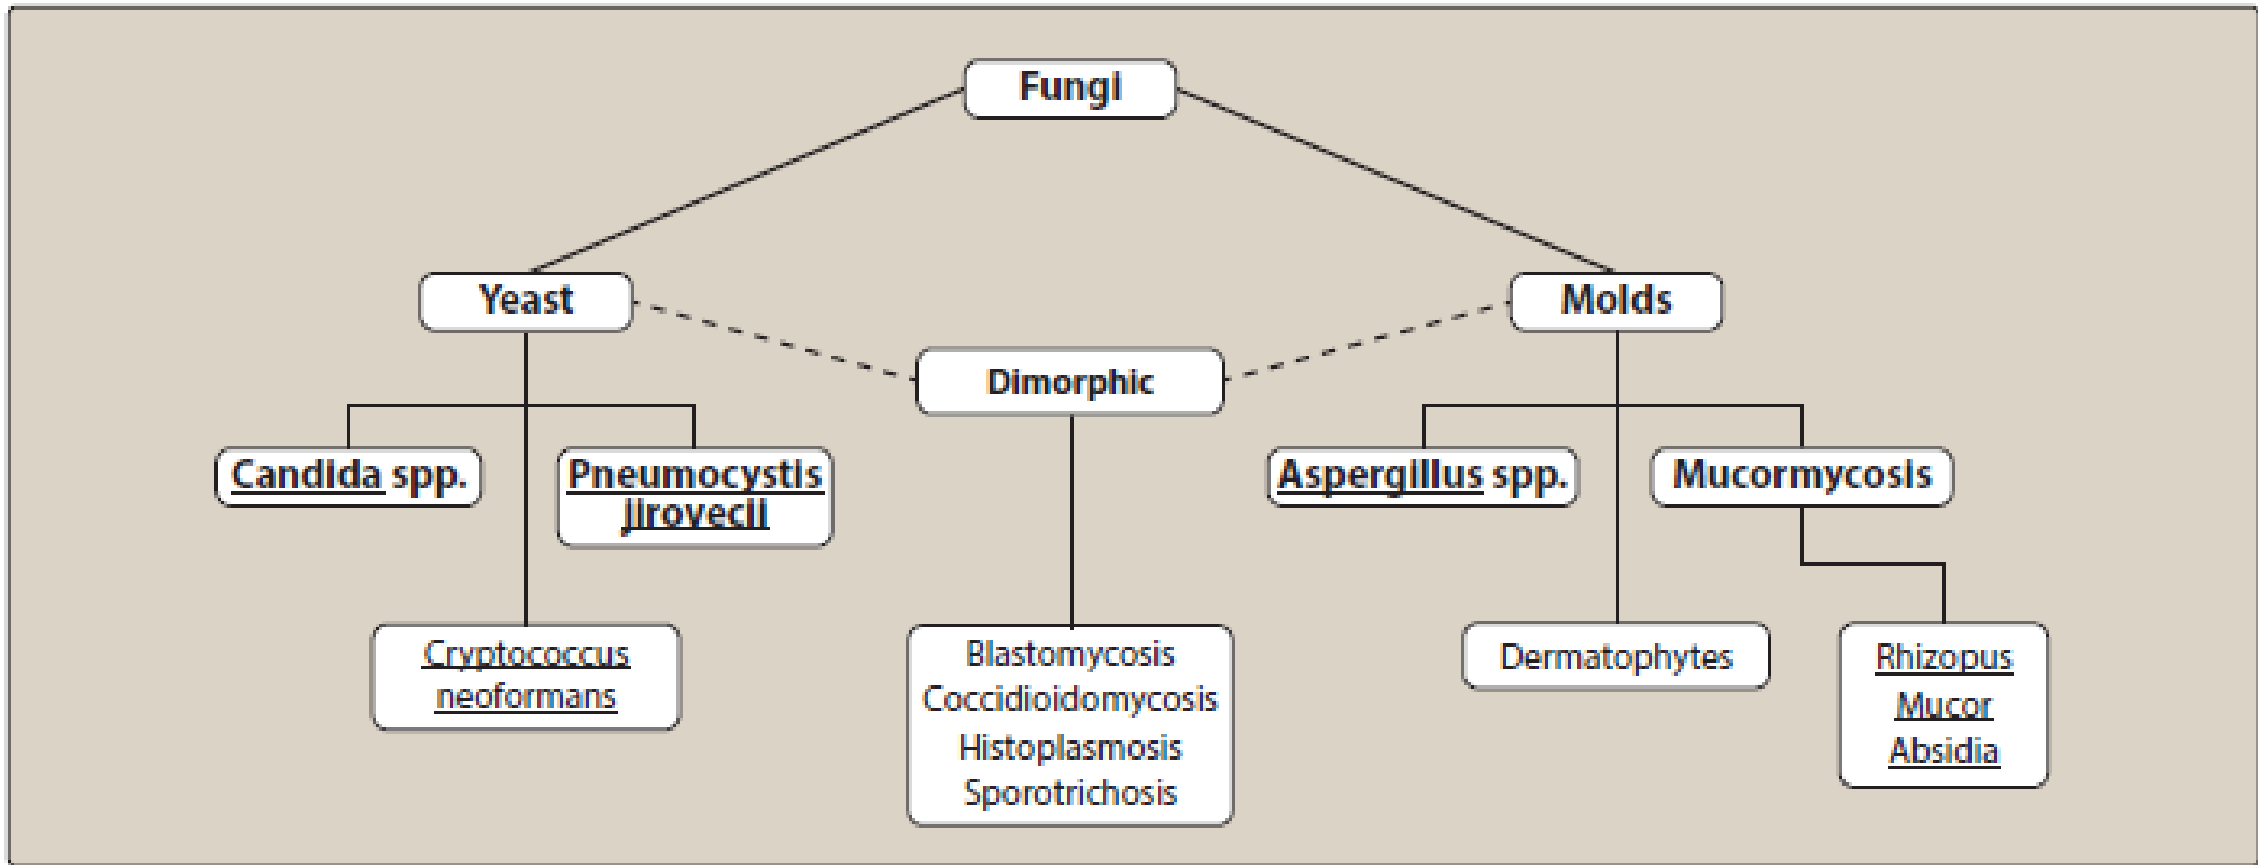 Fungi
Yeast
Molds
Dimorphic
Candida spp.
Pneumocystis
jirovecii
Aspergillus spp.
Mucormycosis
Cryptococcus
neoformans
Blastomycosis
Coccidioidomycosis
Histoplasmosis
Sporotrichosis
Dermatophytes
Rhizopus
Mucor
Absidia